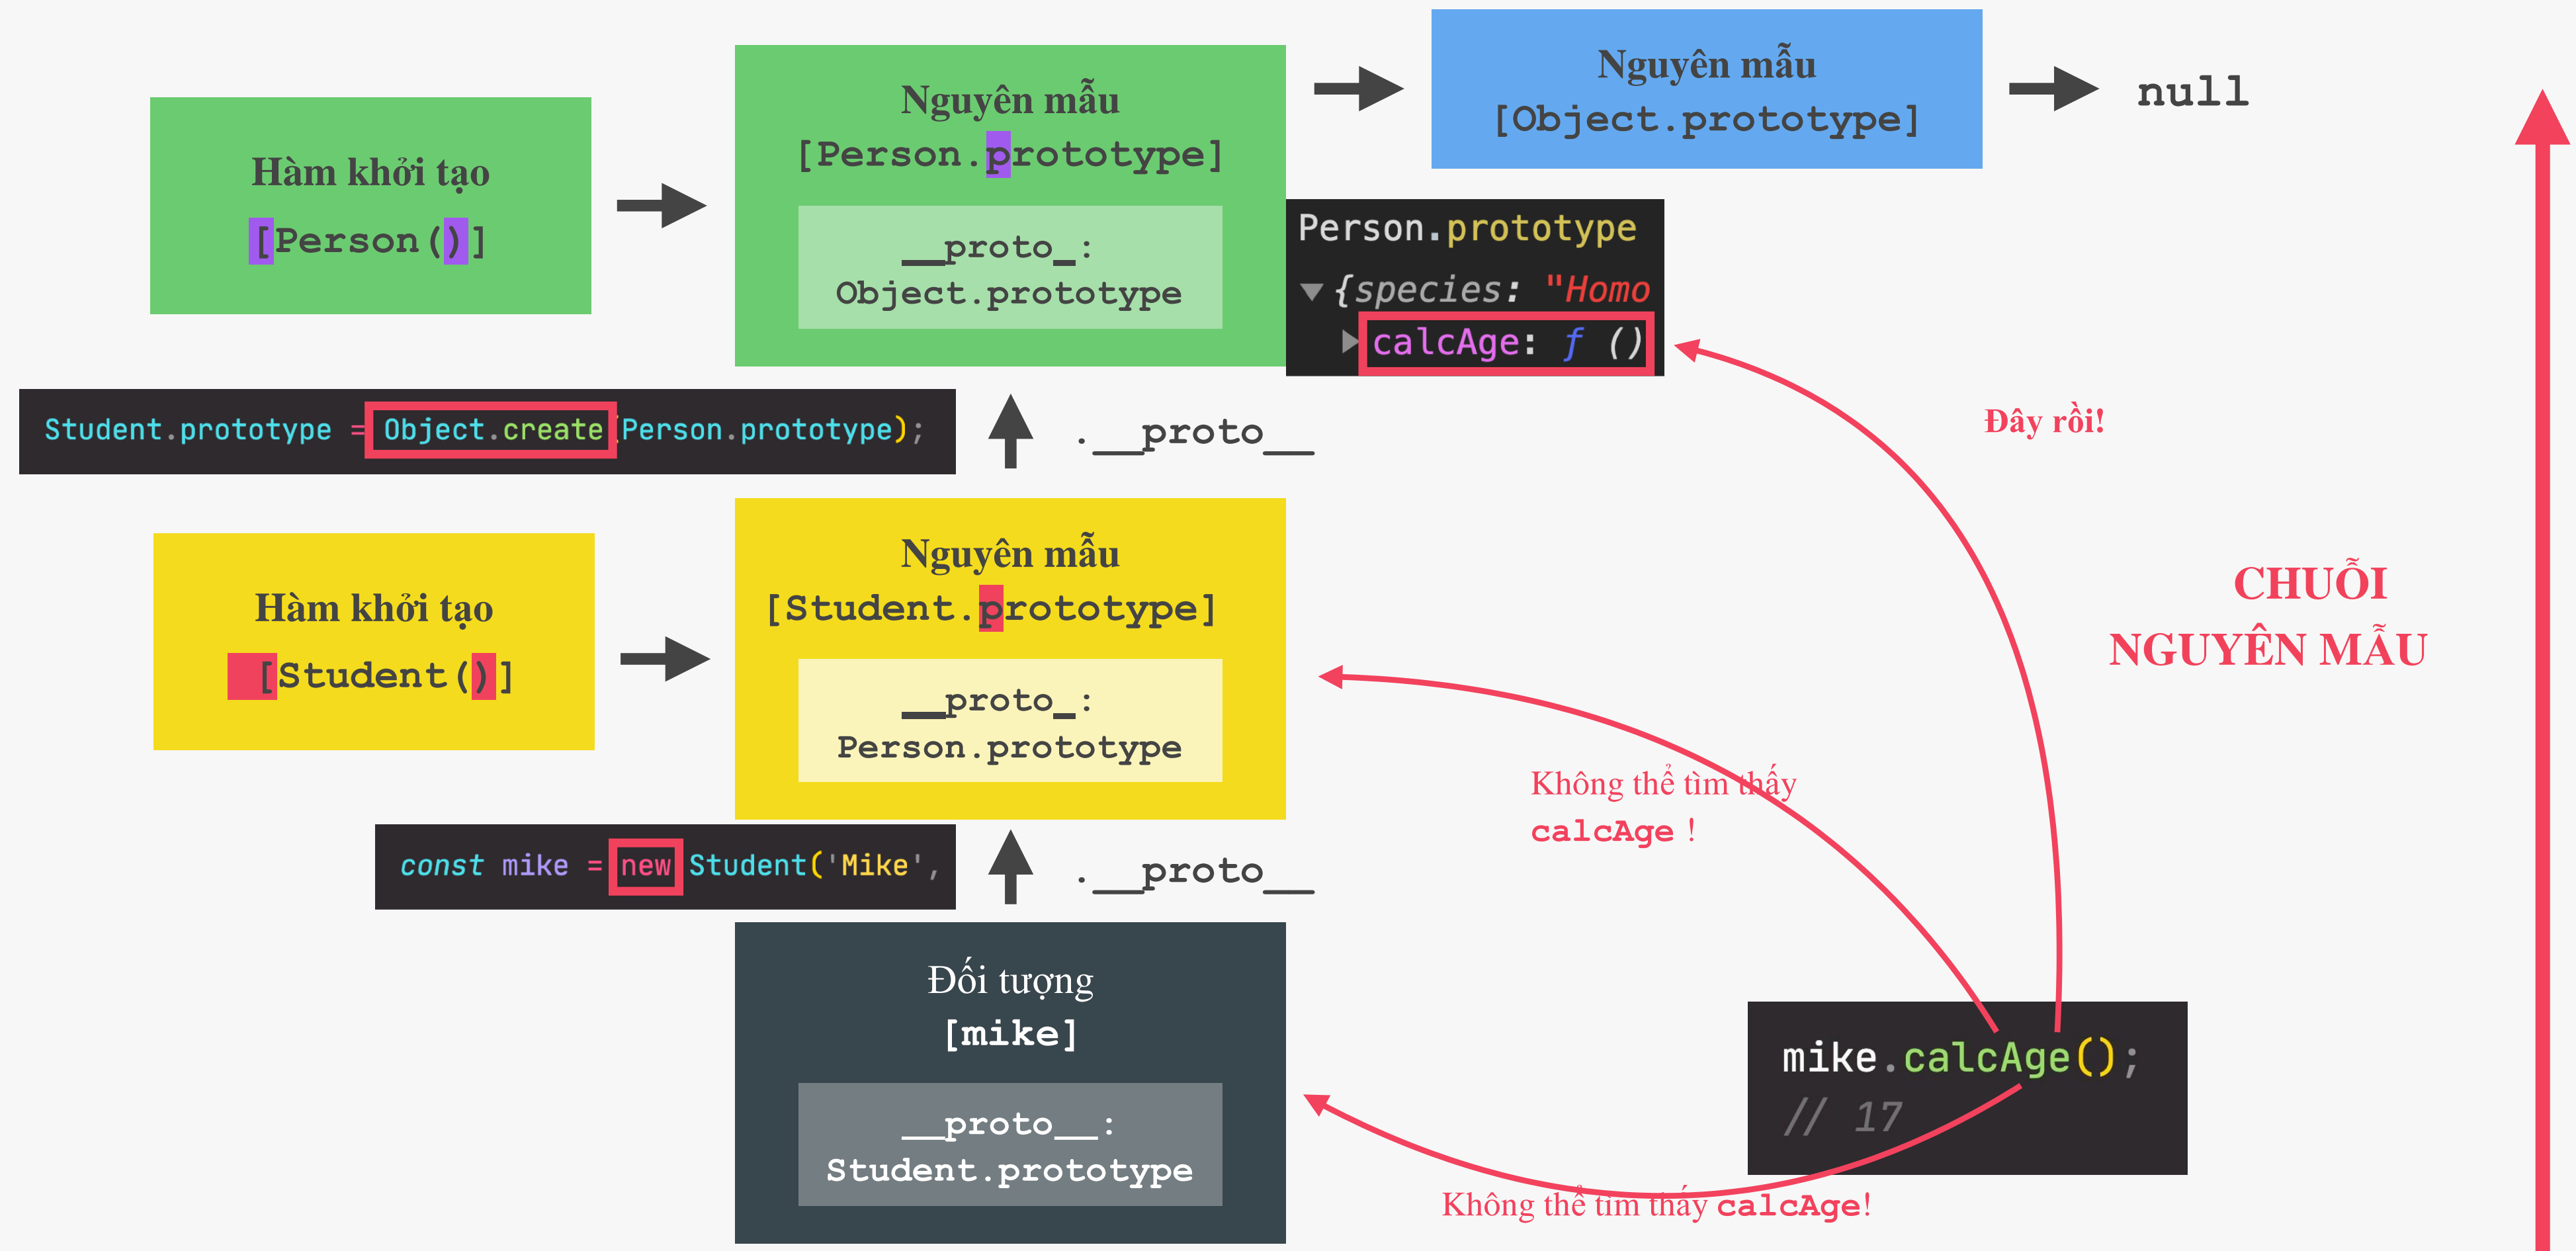 Hàm khởi tạo
[Person()]
Nguyên mẫu
[Person.prototype]
__proto_:
Object.prototype
Nguyên mẫu
[Object.prototype]
null
Person.prototype
{species: "Homo
calcAge: ƒ ()
Student.prototype = Object.create(Person.prototype);
.__proto__
Đây rồi!
Hàm khởi tạo
[Student()]
Nguyên mẫu
[Student.prototype]
__proto_:
Person.prototype
CHUỖI
NGUYÊN MẪU
Không thể tìm thấy
calcAge !
const mike = new Student('Mike',
.__proto__
Đối tượng
[mike]
__proto__:
Student.prototype
mike.calcAge();
// 17
Không thể tìm thấy calcAge!